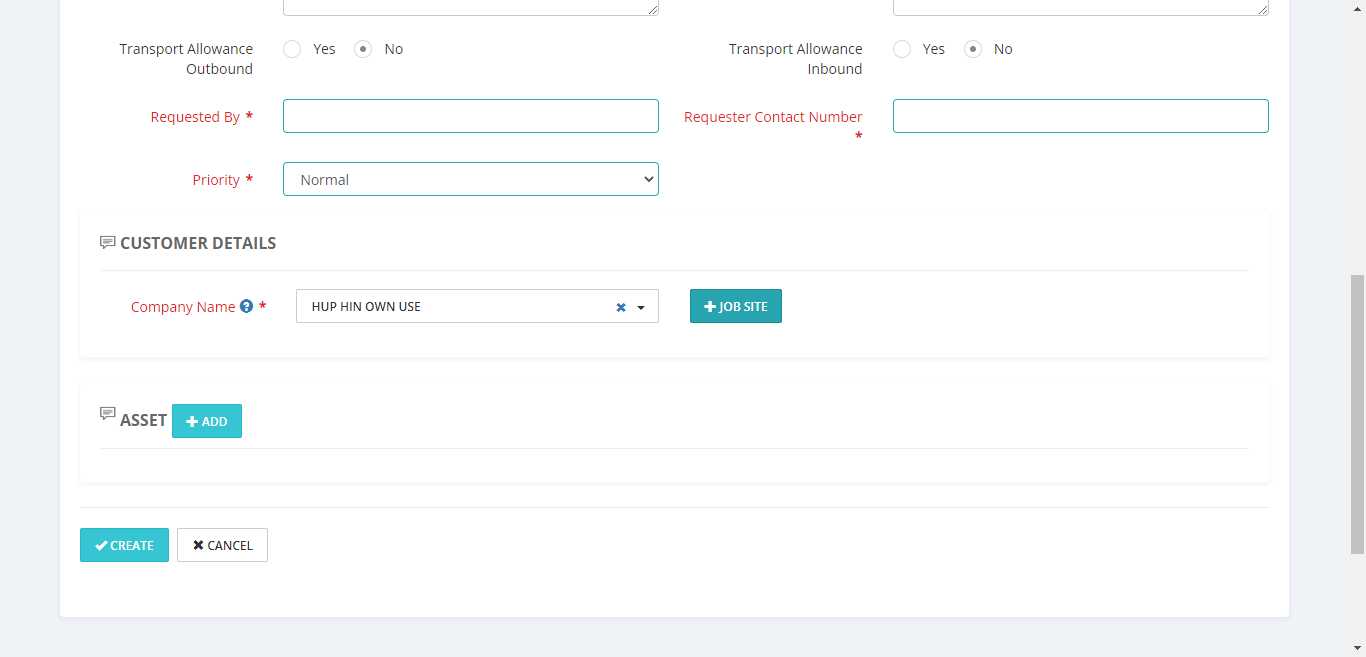 Transport Allowance Outbound Yes No Transport Allowance Inbound Yes No
Requested By * Requester Contact Number *
Priority * Normal
CUSTOMER DETAILS
Company Name ? * HUP HIN OWN USE JOB SITE
ASSET ADD
CREATE CANCEL